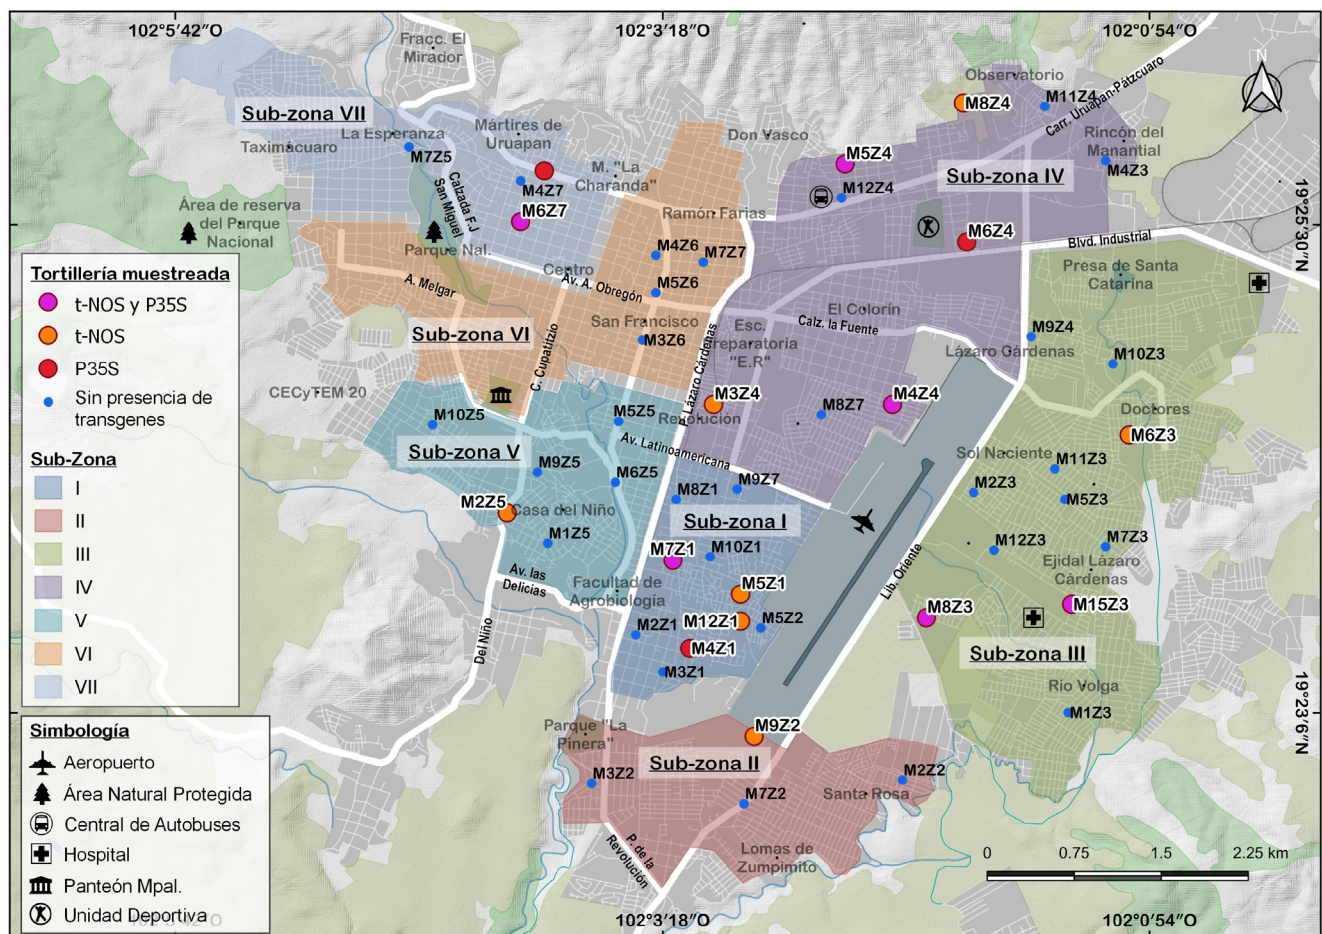 102°5′42″O
102°3′18″O
102°0′54″O
Fracc. El
Mirador
N
Observatorio
M8Z4
M11Z4
Carr. Uruapan-Pátzcuaro
Sub-zona VII
La Esperanza
Taximácuaro
Mártires de
Uruapan
Don Vasco
Rincón del
Manantial
M7Z5
M4Z7
M. "La
Charanda"
M5Z4
M12Z4
Sub-zona IV
M4Z3
Calzada F.J
San Miguel
M6Z7
Ramón Farias
Área de reserva
del Parque
Nacional
Parque Nal.
M6Z4
Blvd. Industrial
19°25′30″N
M4Z6
M7Z7
Tortillería muestreada
t-NOS y P35S
t-NOS
P35S
Sin presencia de
transgenes
Centro
Av. A. Obregón
A. Melgar
M5Z6
Presa de Santa
Catarina
Sub-zona VI
San Francisco
M3Z6
C. Cupatitzio
P. Lázaro Cárdenas
Esc.
Preparatoria
"E.R"
El Colorín
Calz. la Fuente
M9Z4
Lázaro Cárdenas
M10Z3
CECyTEM 20
M3Z4
Revolución
M8Z7
M4Z4
Doctores
M6Z3
M10Z5
M5Z5
Av. Latinoamericana
Sub-zona V
M9Z5
M6Z5
Sol Naciente
M11Z3
M2Z3
M5Z3
Sub-Zona
I
II
III
IV
V
VI
VII
M8Z1
M9Z7
Sub-zona I
M2Z5
Casa del Niño
M1Z5
M7Z1
M10Z1
M12Z3
M7Z3
Ejidal Lázaro
Cárdenas
Lib. Oriente
Av. las
Delicias
Facultad de
Agrobiología
M5Z1
M12Z1
M5Z2
M8Z3
M15Z3
Del Niño
M2Z1
M4Z1
M3Z1
Sub-zona III
Río Volga
M1Z3
19°23′6″N
Simbología
Aeropuerto
Área Natural Protegida
Central de Autobuses
Hospital
Panteón Mpal.
Unidad Deportiva
Parque "La
Pinera"
M9Z2
Sub-zona II
M3Z2
M7Z2
M2Z2
Santa Rosa
P. de la
Revolución
Lomas de
Zumpimito
0
0.75
1.5
2.25 km
102°5′42″O
102°3′18″O
102°0′54″O